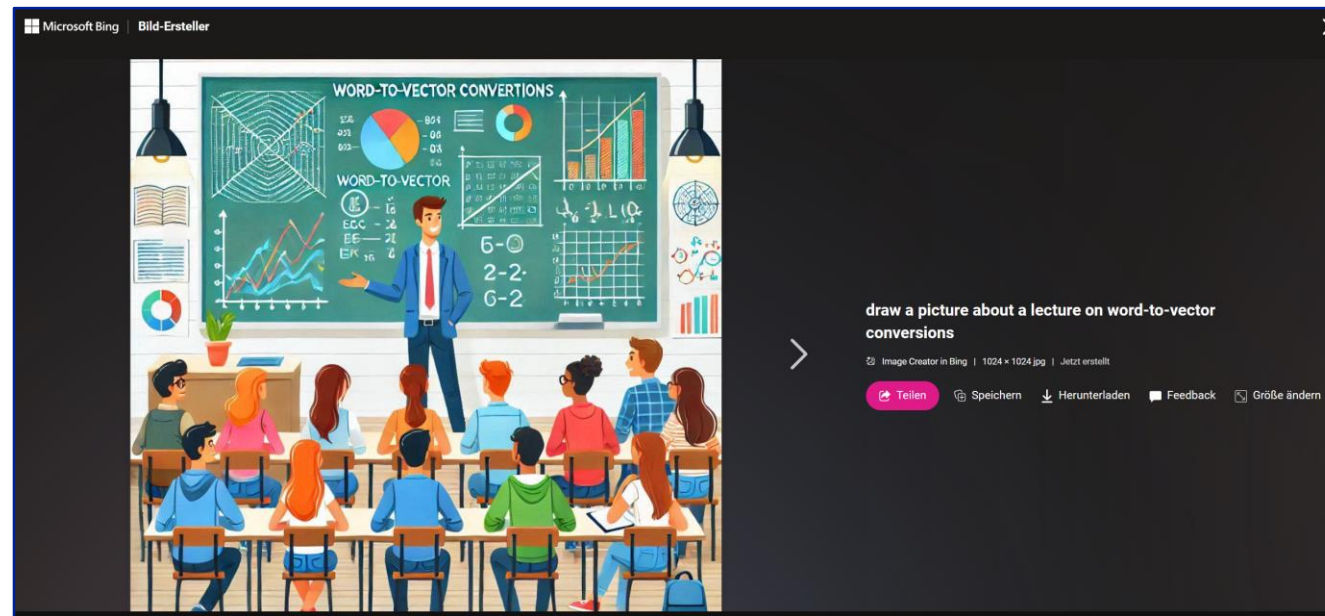 Microsoft Bing | Bild-Ersteller
WORD-TO-VECTOR CONVERTIONS
WORD-TO-VECTOR
6-0
2-2
6-2
draw a picture about a lecture on word-to-vector
conversions
Image Creator in Bing | 1024 × 1024 jpg | Jetzt erstellt
Teilen Speichern Herunterladen Feedback Größe ändern